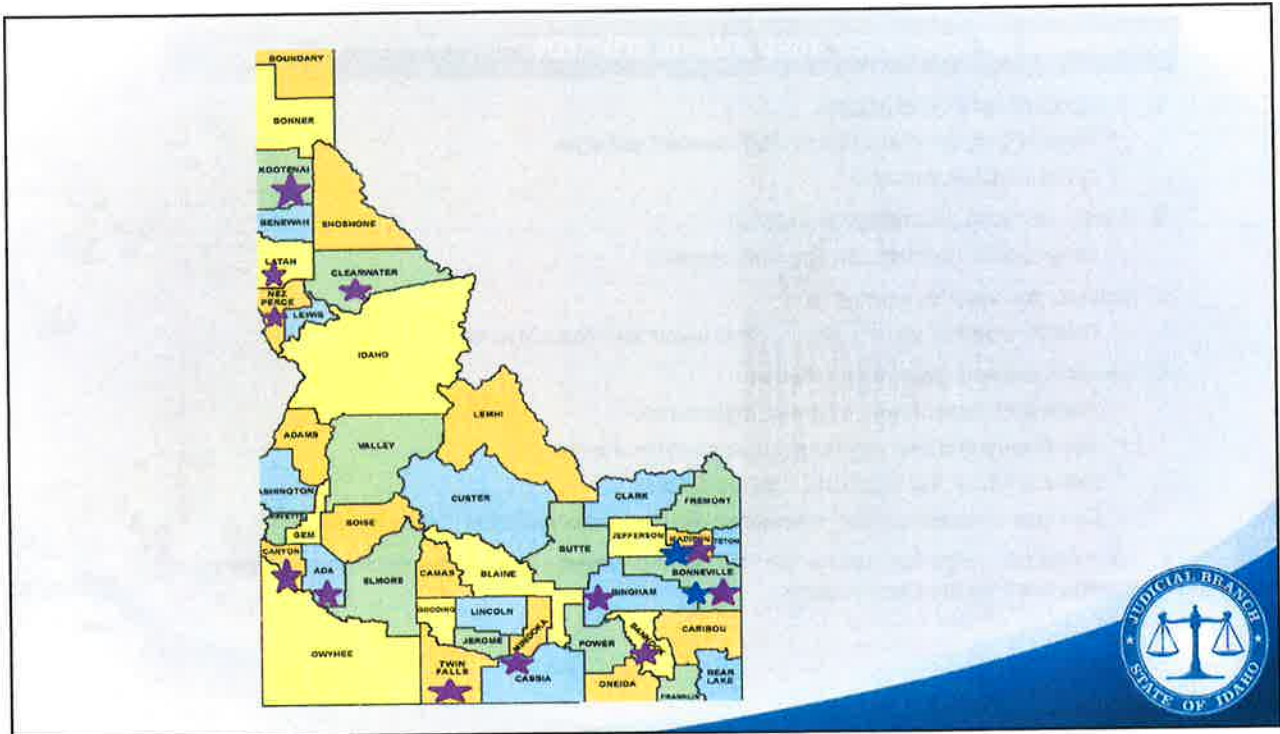 BOUNDARY
BONNER
KOOTENAI
BENEWAH
SHOSHONE
LATAH
CLEARWATER
NEZ
PERCE
LEWIS
IDAHO
LEMHI
ADAMS
VALLEY
ASHINGTON
CUSTER
CLARK
FREMONT
BOISE
GEM
JEFFERSON
MADISON
TETON
CANYON
ADA
ELMORE
CAMAS
BLAINE
BUTTE
BONNEVILLE
BINGHAM
GOODING
LINCOLN
MINIDOKA
JEROME
POWER
BANNOCK
CARIBOU
OWYHEE
TWIN
FALLS
CASSIA
ONEIDA
FRANKLIN
BEAR
LAKE
JUDICIAL BRANCH
STATE OF IDAHO